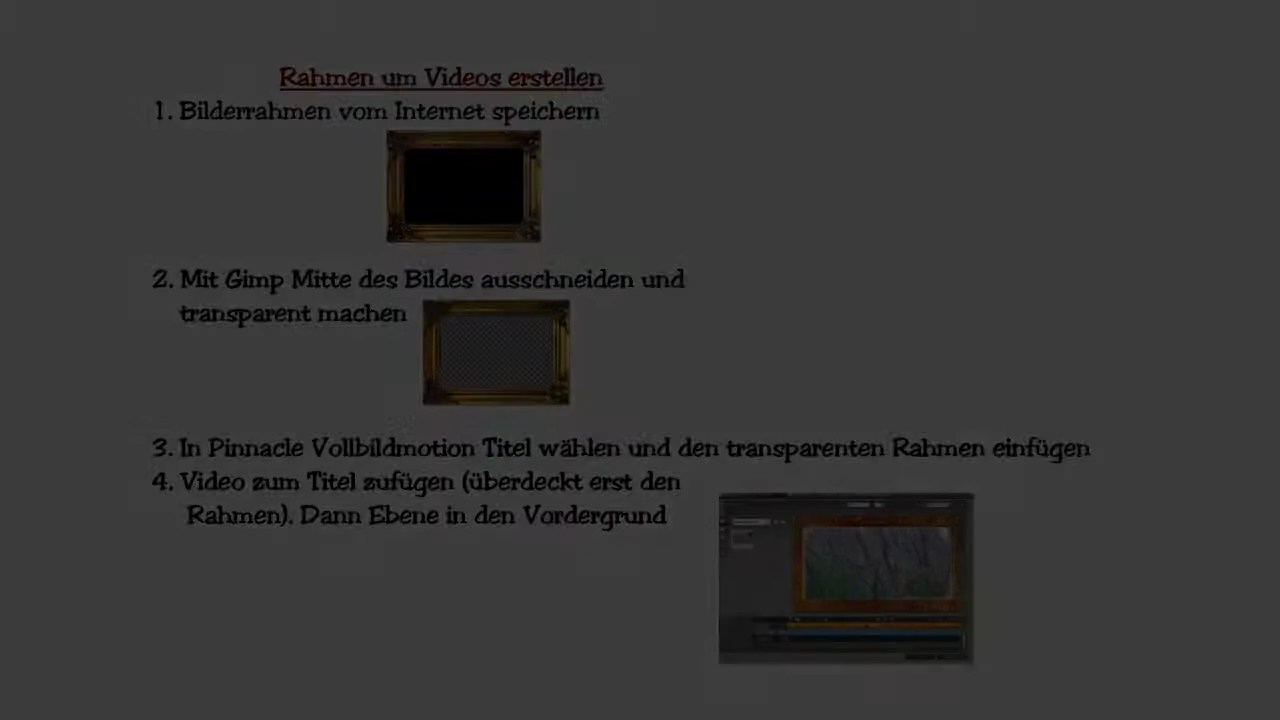 Rahmen um Videos erstellen
1. Bilderrahmen vom Internet speichern
2. Mit Gimp Mitte des Bildes ausschneiden und
transparent machen
3. In Pinnacle Vollbildmotion Titel wählen und den transparenten Rahmen einfügen
4. Video zum Titel zufügen (überdeckt erst den
Rahmen). Dann Ebene in den Vordergrund